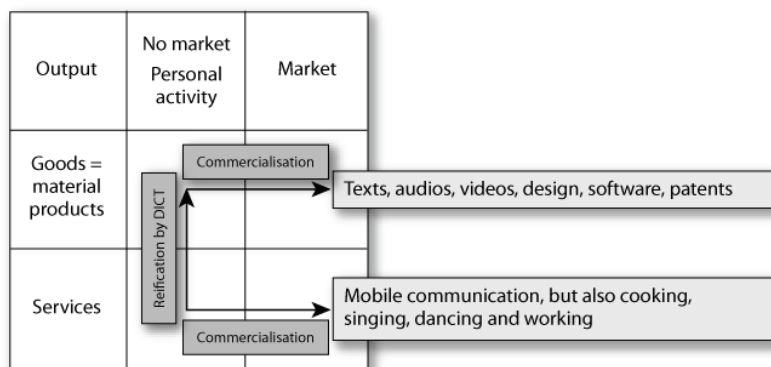 Output
No market
Personal
activity
Market
Goods =
material
products
Commercialisation
Texts, audios, videos, design, software, patents
Reification by DICT
Services
Mobile communication, but also cooking,
singing, dancing and working
Commercialisation